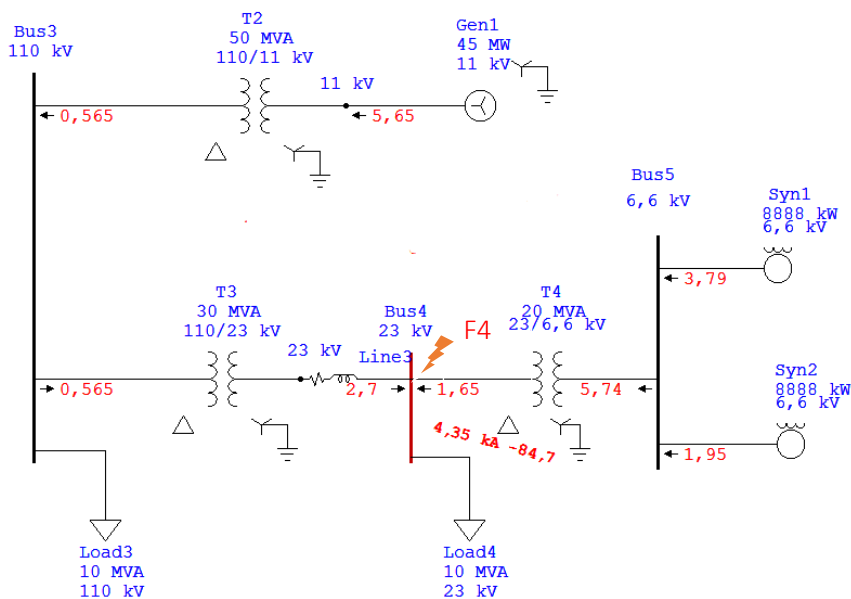 Bus3
110 kV
T2
50 MVA
110/11 kV
Gen1
45 MW
11 kV
11 kV
0,565
5,65
Bus5
6,6 kV
Syn1
8888 kW
6,6 kV
3,79
T3
30 MVA
110/23 kV
23 kV
Line3
Bus4
23 kV
F4
T4
20 MVA
23/6,6 kV
0,565
2,7
1,65
5,74
Syn2
8888 kW
6,6 kV
4,35 kA -84,7
1,95
Load3
10 MVA
110 kV
Load4
10 MVA
23 kV